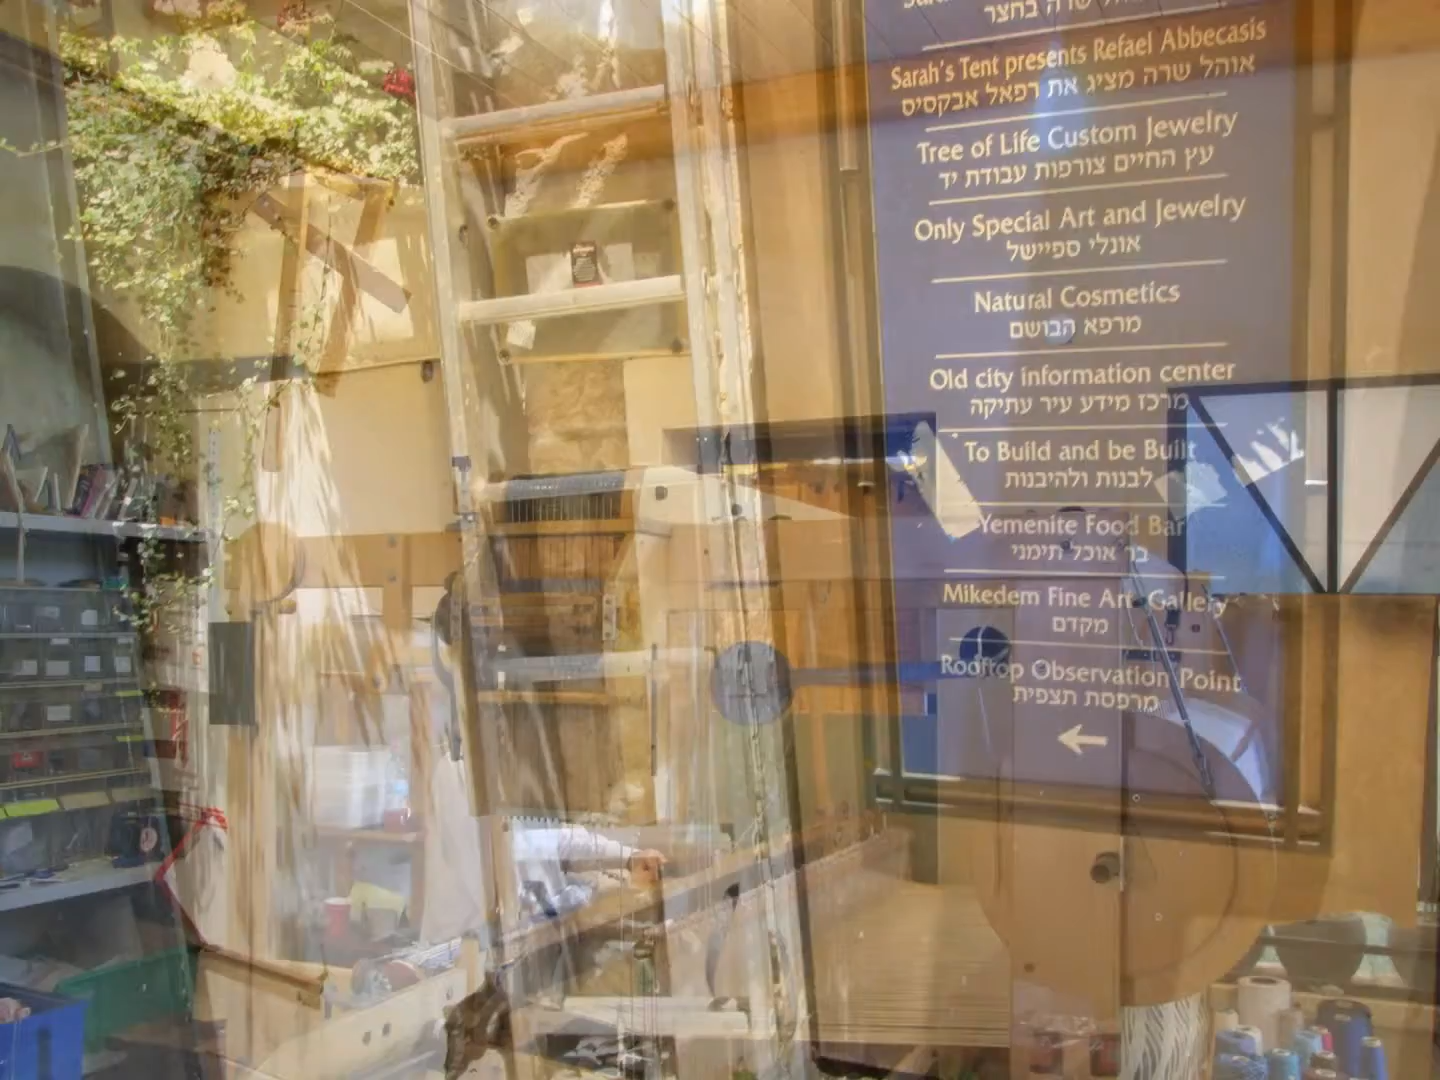 שרה בחצר
Sarah's Tent presents Refael Abbecasis
אוהל שרה מציג את רפאל אבקסיס
Tree of Life Custom Jewelry
עץ החיים צורפות עבודת יד
Only Special Art and Jewelry
אונלי ספיישל
Natural Cosmetics
מרפא הבושם
Old city information center
מרכז מידע עיר עתיקה
To Build and be Built
לבנות ולהיבנות
Yemenite Food Bar
בר אוכל תימני
Mikedem Fine Art Gallery
מקדם
Rooftop Observation Point
מרפסת תצפית